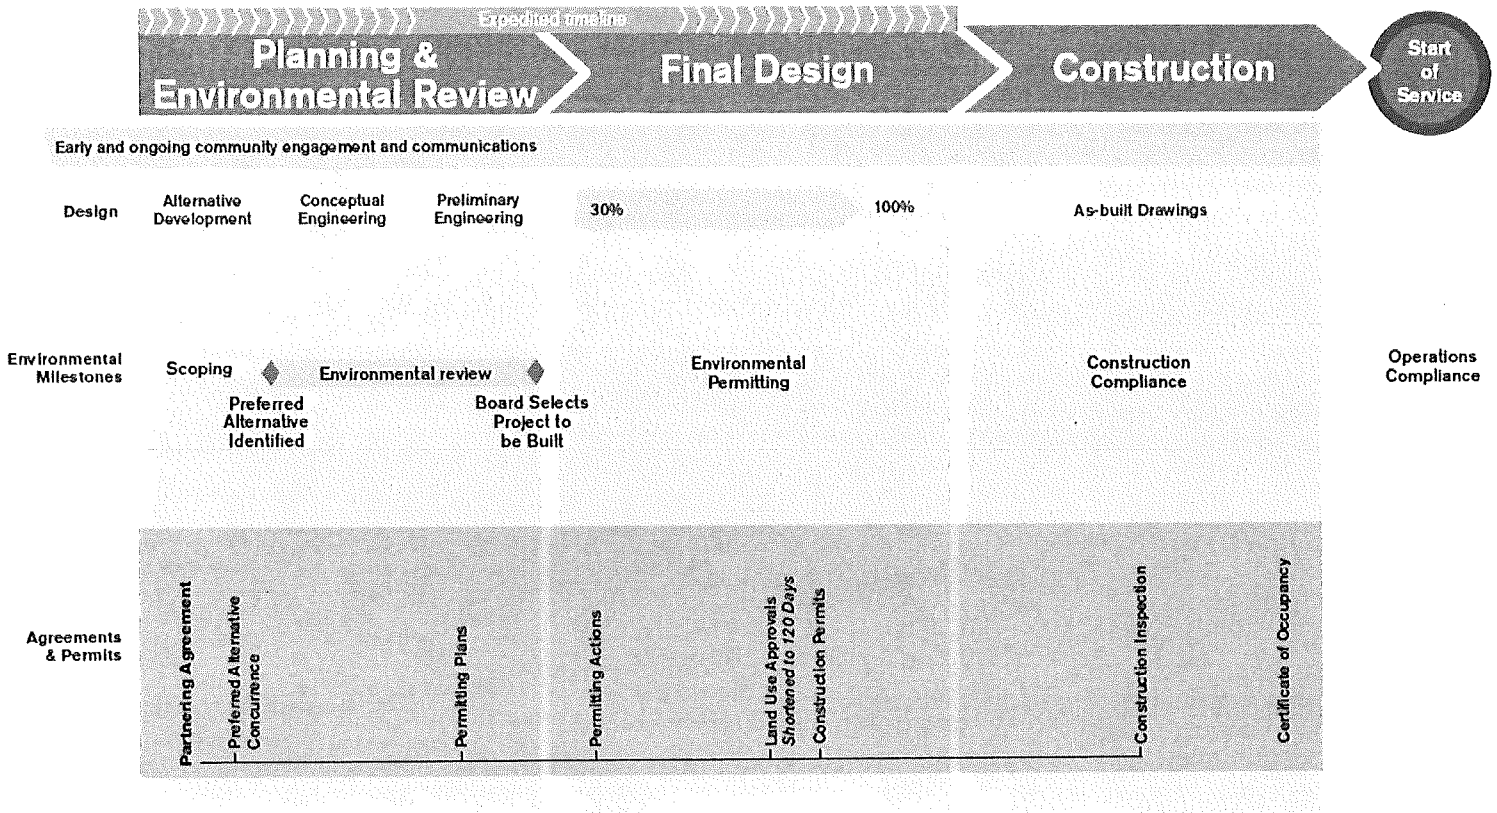 Expedited timeline
Planning &
Environmental Review
Final Design
Construction
Start
of
Service
Early and ongoing community engagement and communications
Design
Alternative
Development
Conceptual
Engineering
Preliminary
Engineering
30%
100%
As-built Drawings
Environmental
Milestones
Scoping
Environmental review
Preferred
Alternative
Identified
Board Selects
Project to
be Built
Environmental
Permitting
Construction
Compliance
Operations
Compliance
Agreements
& Permits
Partnering Agreement
Preferred Alternative
Concurrence
Permitting Plans
Permitting Actions
Land Use Approvals
Shortened to 120 Days
Construction Permits
Construction Inspection
Certificate of Occupancy